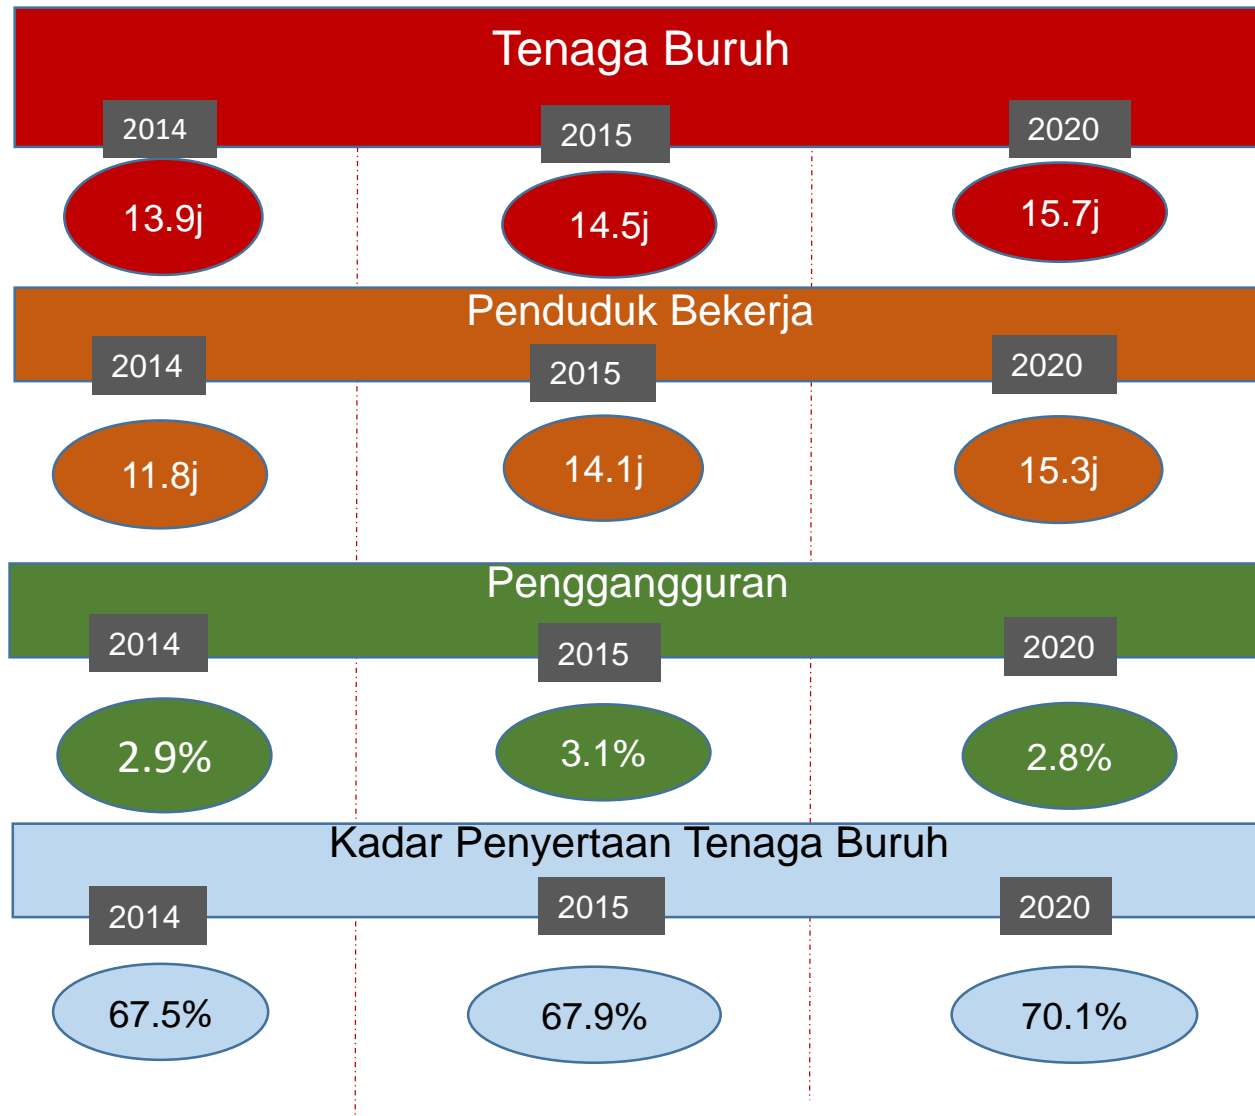 Tenaga Buruh
2014
2015
2020
13.9j
14.5j
15.7j
Penduduk Bekerja
2014
2015
2020
11.8j
14.1j
15.3j
Penggangguran
2014
2015
2020
2.9%
3.1%
2.8%
Kadar Penyertaan Tenaga Buruh
2014
2015
2020
67.5%
67.9%
70.1%